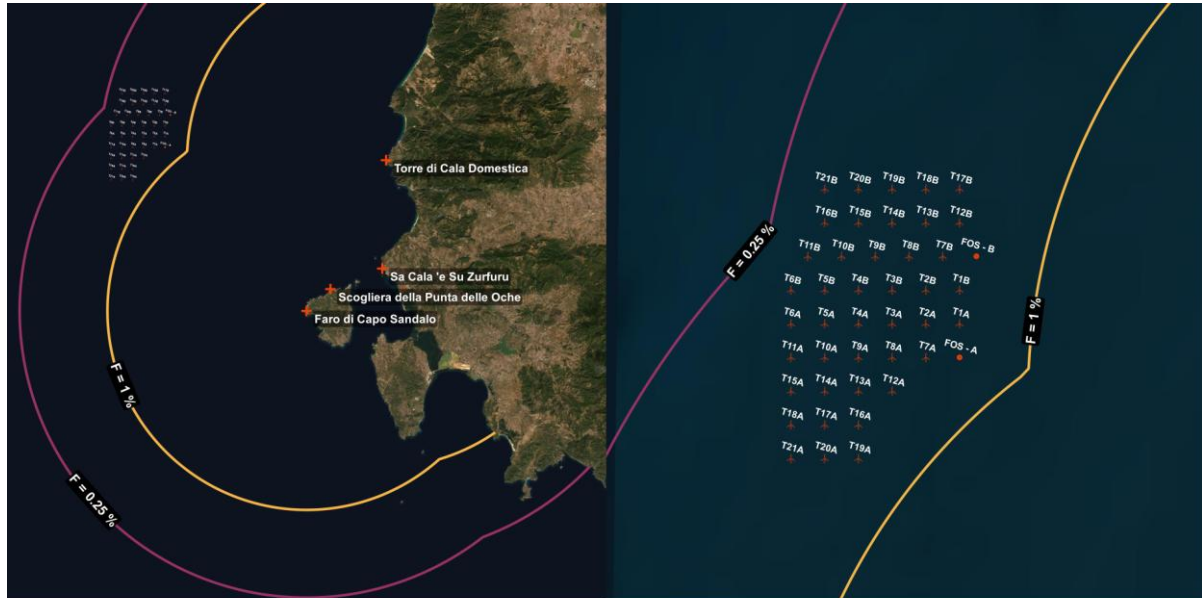 Torre di Cala Domestica
Sa Cala 'e Su Zurfuru
Scogliera della Punta delle Oche
Faro di Capo Sandalo
F = 1 %
F = 0.25 %
T21B T20B T19B T18B T17B
T16B T15B T14B T13B T12B
T11B T10B T9B T8B T7B FOS - B
T6B T5B T4B T3B T2B T1B
T6A T5A T4A T3A T2A T1A
T11A T10A T9A T8A T7A FOS - A
T15A T14A T13A T12A
T18A T17A T16A
T21A T20A T19A
F = 0.25 %
F = 1 %